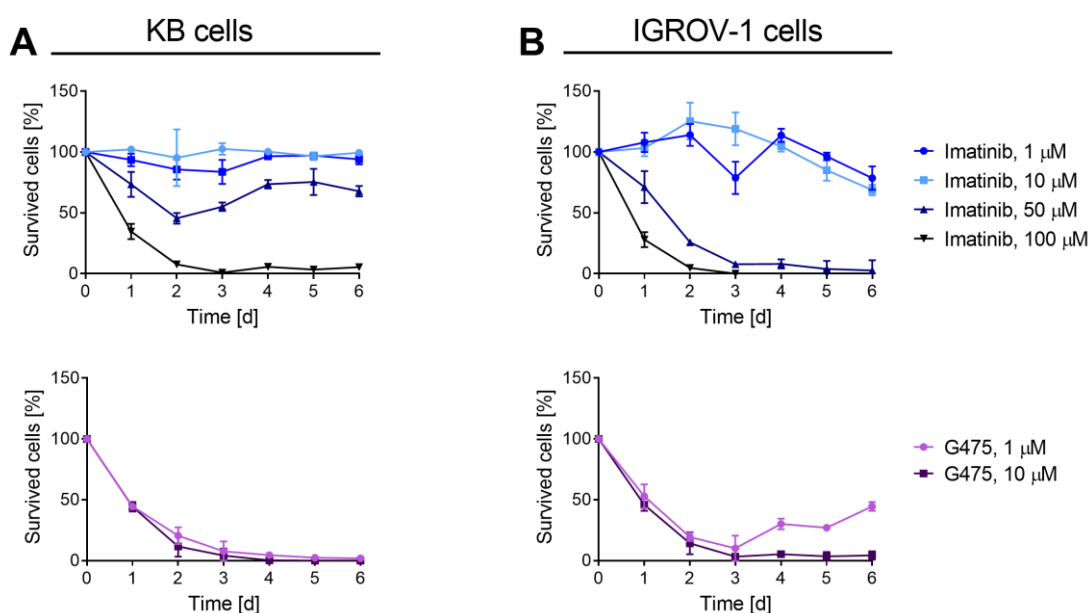 A
KB cells
B
IGROV-1 cells
Survived cells [%]
150
100
50
0
0 1 2 3 4 5 6
Time [d]
Survived cells [%]
150
100
50
0
0 1 2 3 4 5 6
Time [d]
Imatinib, 1 μM
Imatinib, 10 μM
Imatinib, 50 μM
Imatinib, 100 μM
Survived cells [%]
150
100
50
0
0 1 2 3 4 5 6
Time [d]
Survived cells [%]
150
100
50
0
0 1 2 3 4 5 6
Time [d]
G475, 1 μM
G475, 10 μM